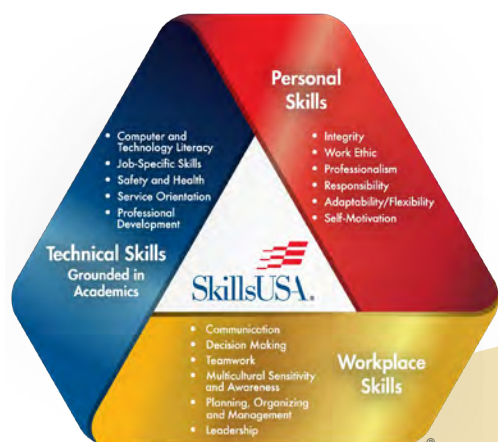 Personal
Skills
• Integrity
• Work Ethic
• Professionalism
• Responsibility
• Adaptability/Flexibility
• Self-Motivation
• Computer and
Technology Literacy
• Job-Specific Skills
• Safety and Health
• Service Orientation
• Professional
Development
Technical Skills
Grounded in
Academics
SkillsUSA®
• Communication
• Decision Making
• Teamwork
• Multicultural Sensitivity
and Awareness
• Planning, Organizing
and Management
• Leadership
Workplace
Skills
®